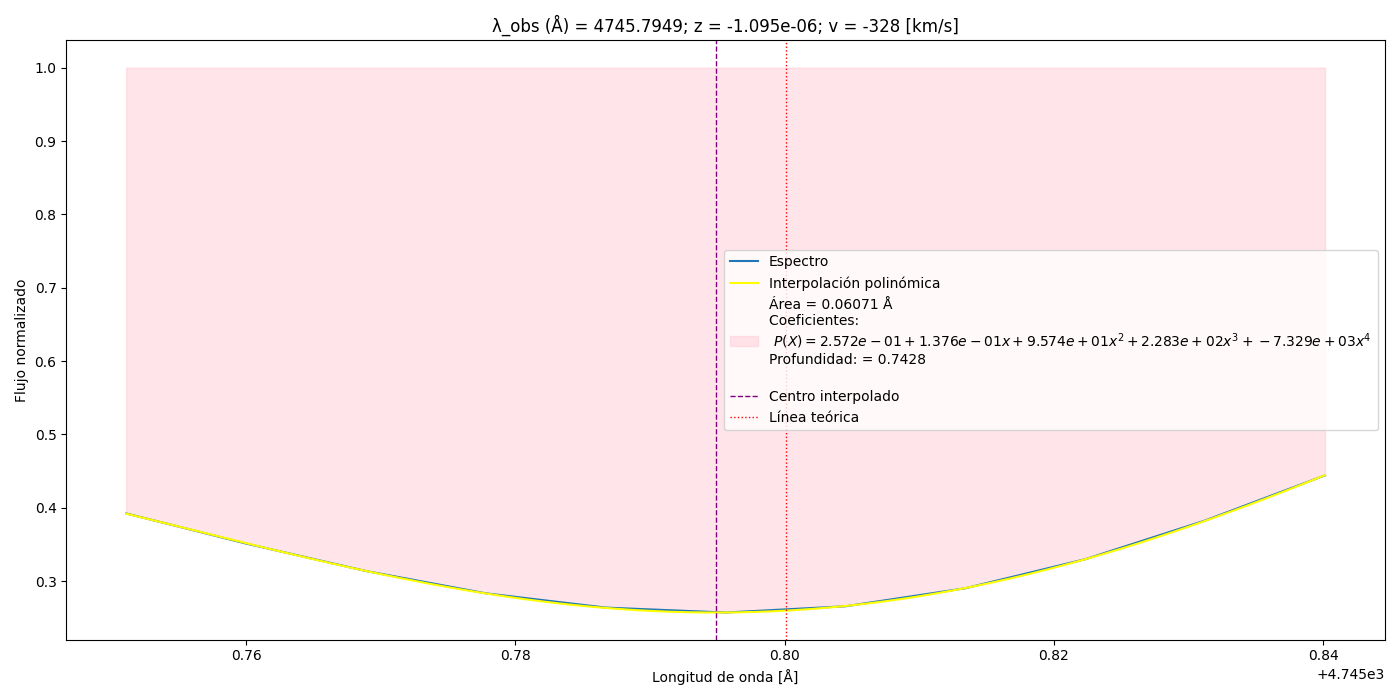 λ_obs (Å) = 4745.7949; z = -1.095e-06; v = -328 [km/s]
Flujo normalizado
1.0
0.9
0.8
0.7
0.6
0.5
0.4
0.3
Espectro
Interpolación polinómica
Área = 0.06071 Å
Coeficientes:
P(X) = 2.572e − 01 + 1.376e − 01x + 9.574e + 01x² + 2.283e + 02x³ + −7.329e + 03x⁴
Profundidad: = 0.7428
Centro interpolado
Línea teórica
0.76 0.78 0.80 0.82 0.84
+4.745e3
Longitud de onda [Å]